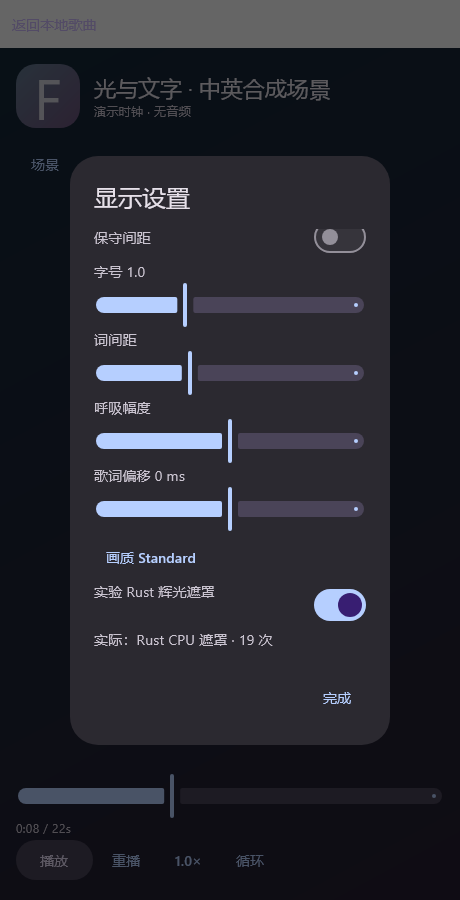 返回本地歌曲
F
光与文字 · 中英合成场景
演示时钟 · 无音频
场景
显示设置
保守间距
字号 1.0
词间距
呼吸幅度
歌词偏移 0 ms
画质 Standard
实验 Rust 辉光遮罩
实际：Rust CPU 遮罩 · 19 次
完成
0:08 / 22s
播放 重播 1.0× 循环